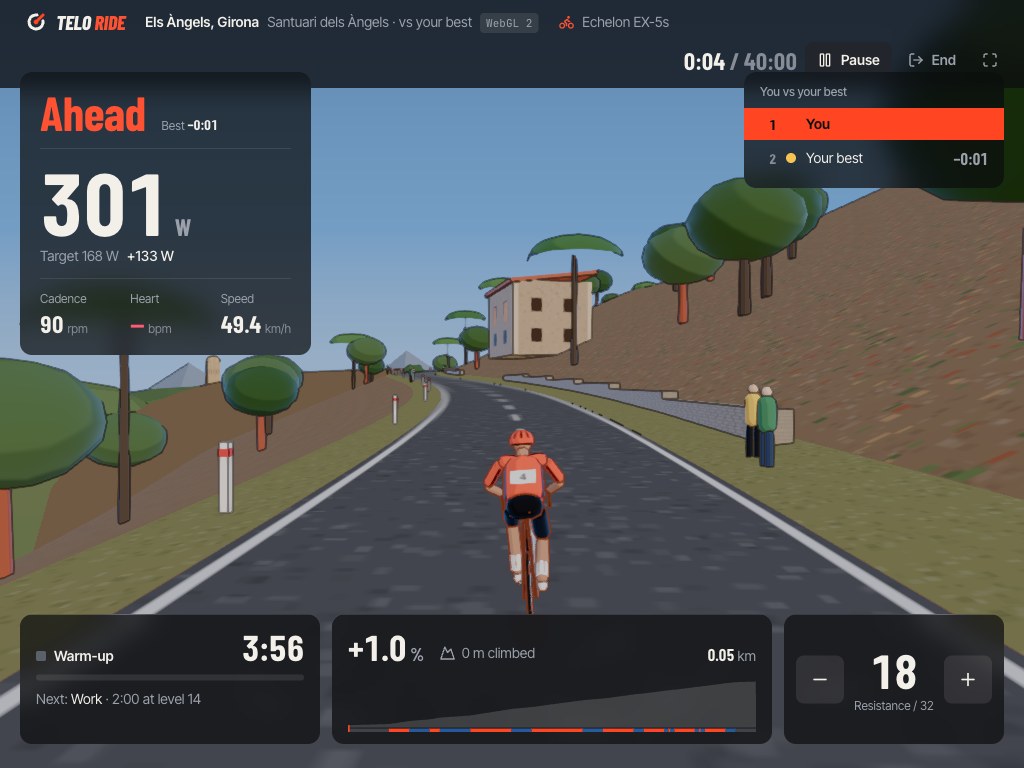 TELO RIDE
Els Àngels, Girona Santuari dels Àngels · vs your best WebGL 2 Echelon EX-5s
0:04 / 40:00 Pause End
Ahead Best −0:01
301 W
Target 168 W +133 W
Cadence Heart Speed
90 rpm – bpm 49.4 km/h
You vs your best
1 You
2 Your best −0:01
4
Warm-up 3:56
Next: Work · 2:00 at level 14
+1.0 % 0 m climbed 0.05 km
− 18 +
Resistance / 32